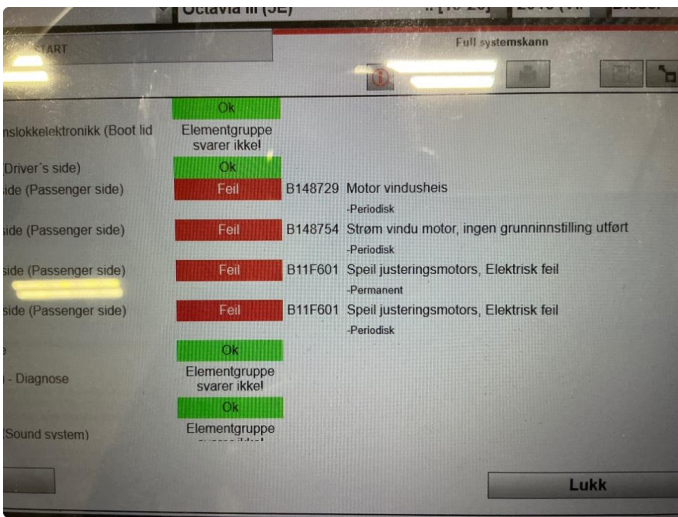 Octavia III (5E)
START
Full systemskann
Ok
nslokkelektronikk (Boot lid
Elementgruppe
svarer ikke!
Driver´s side)
Ok
ide (Passenger side)
Feil
B148729 Motor vindusheis
-Periodisk
ide (Passenger side)
Feil
B148754 Strøm vindu motor, ingen grunninnstilling utført
-Periodisk
side (Passenger side)
Feil
B11F601 Speil justeringsmotors, Elektrisk feil
-Permanent
side (Passenger side)
Feil
B11F601 Speil justeringsmotors, Elektrisk feil
-Periodisk
Ok
- Diagnose
Elementgruppe
svarer ikke!
Ok
(Sound system)
Elementgruppe
Lukk